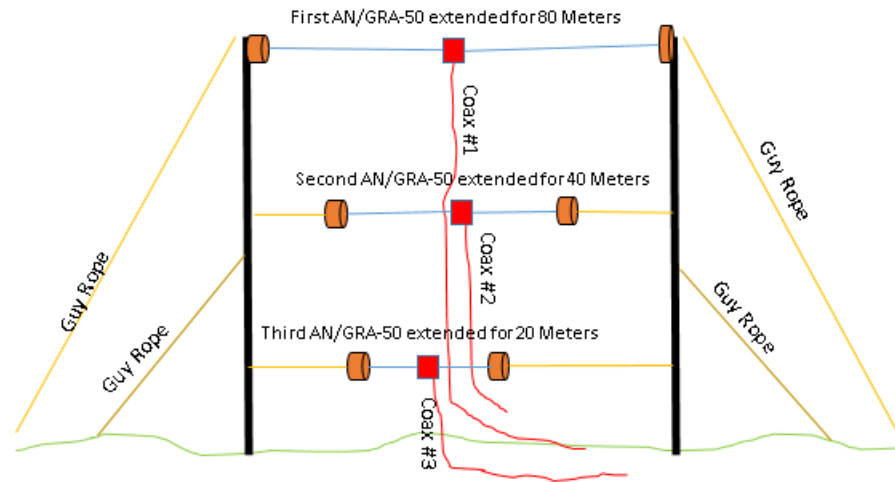 First AN/GRA-50 extended for 80 Meters
Coax #1
Guy Rope
Second AN/GRA-50 extended for 40 Meters
Guy Rope
Coax #2
Guy Rope
Third AN/GRA-50 extended for 20 Meters
Guy Rope
Coax #3